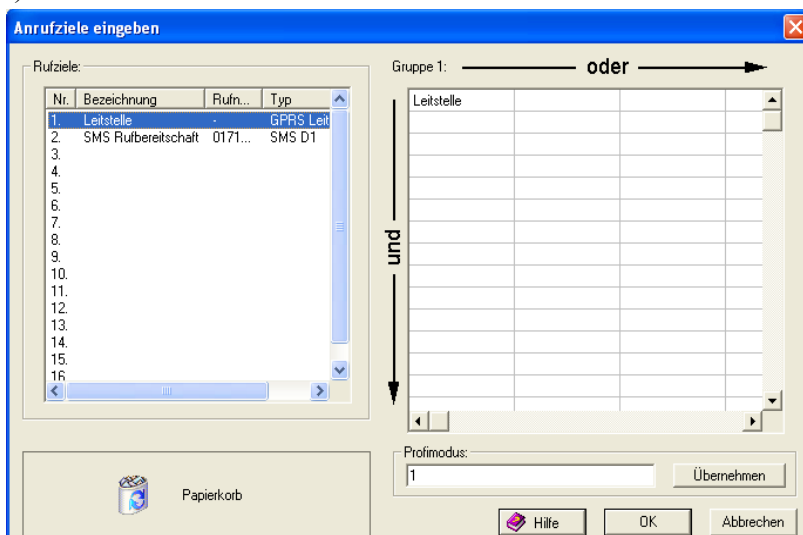 Anrufziele eingeben
Rufziele:
Nr. Bezeichnung Rufn... Typ
1. Leitstelle - GPRS Leit
2. SMS Rufbereitschaft 0171... SMS D1
3.
4.
5.
6.
7.
8.
9.
10.
11.
12.
13.
14.
15.
16
Papierkorb
Gruppe 1: oder
und
Leitstelle
Profimodus:
1 Übernehmen
Hilfe OK Abbrechen